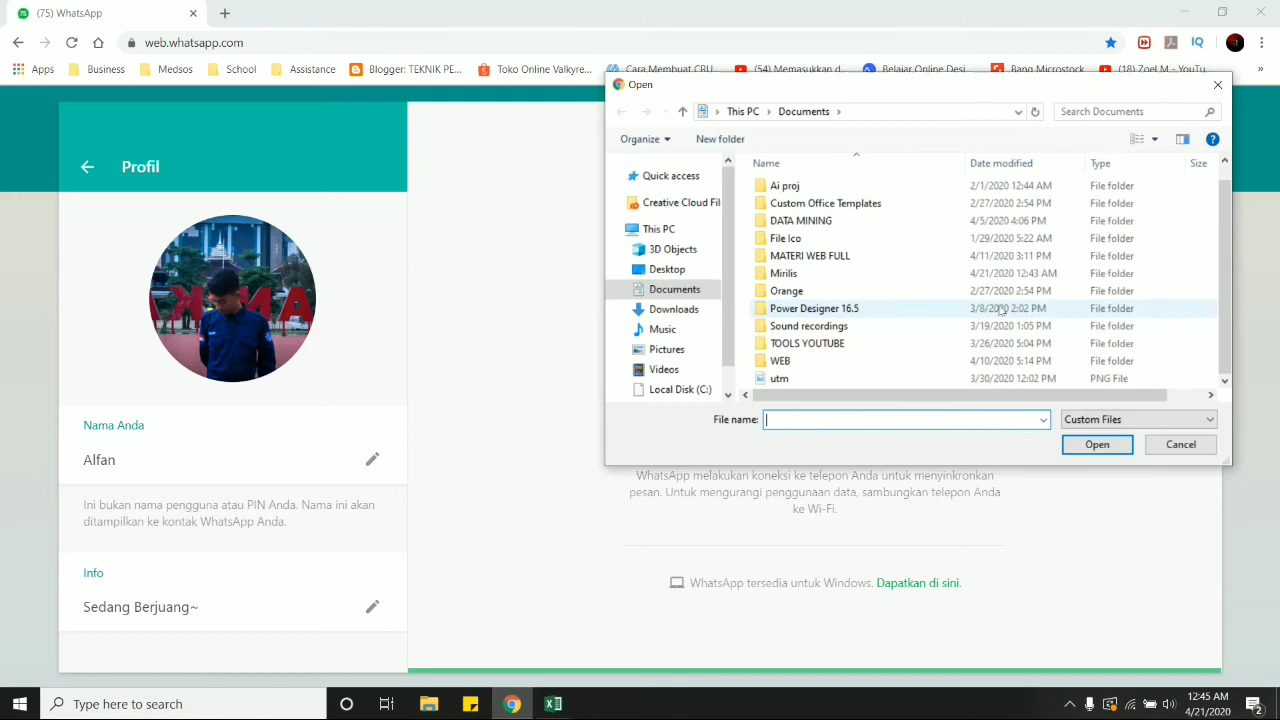 (75) WhatsApp
web.whatsapp.com
Apps Business Medsos School Assistance Blogger: TEKNIK PE... Toko Online Valkyre... Cara Membuat CRU... (54) Memasukkan d... Belajar Online Desi... Bang Microstock (18) Zoel M - YouTu... »
Open
This PC Documents
Search Documents
Organize New folder
Name Date modified Type Size
Quick access
Creative Cloud Fil
This PC
3D Objects
Desktop
Documents
Downloads
Music
Pictures
Videos
Local Disk (C:)
Ai proj 2/1/2020 12:44 AM File folder
Custom Office Templates 2/27/2020 2:54 PM File folder
DATA MINING 4/5/2020 4:06 PM File folder
File Ico 1/29/2020 5:22 AM File folder
MATERI WEB FULL 4/11/2020 3:11 PM File folder
Mirilis 4/21/2020 12:43 AM File folder
Orange 2/27/2020 2:54 PM File folder
Power Designer 16.5 3/8/2020 2:02 PM File folder
Sound recordings 3/19/2020 1:05 PM File folder
TOOLS YOUTUBE 3/26/2020 5:04 PM File folder
WEB 4/10/2020 5:14 PM File folder
utm 3/30/2020 12:02 PM PNG File
File name: Custom Files
Open Cancel
Profil
Nama Anda
Alfan
Ini bukan nama pengguna atau PIN Anda. Nama ini akan
ditampilkan ke kontak WhatsApp Anda.
Info
Sedang Berjuang~
WhatsApp melakukan koneksi ke telepon Anda untuk menyinkronkan
pesan. Untuk mengurangi penggunaan data, sambungkan telepon Anda
ke Wi-Fi.
WhatsApp tersedia untuk Windows. Dapatkan di sini.
Type here to search
12:45 AM
4/21/2020
2